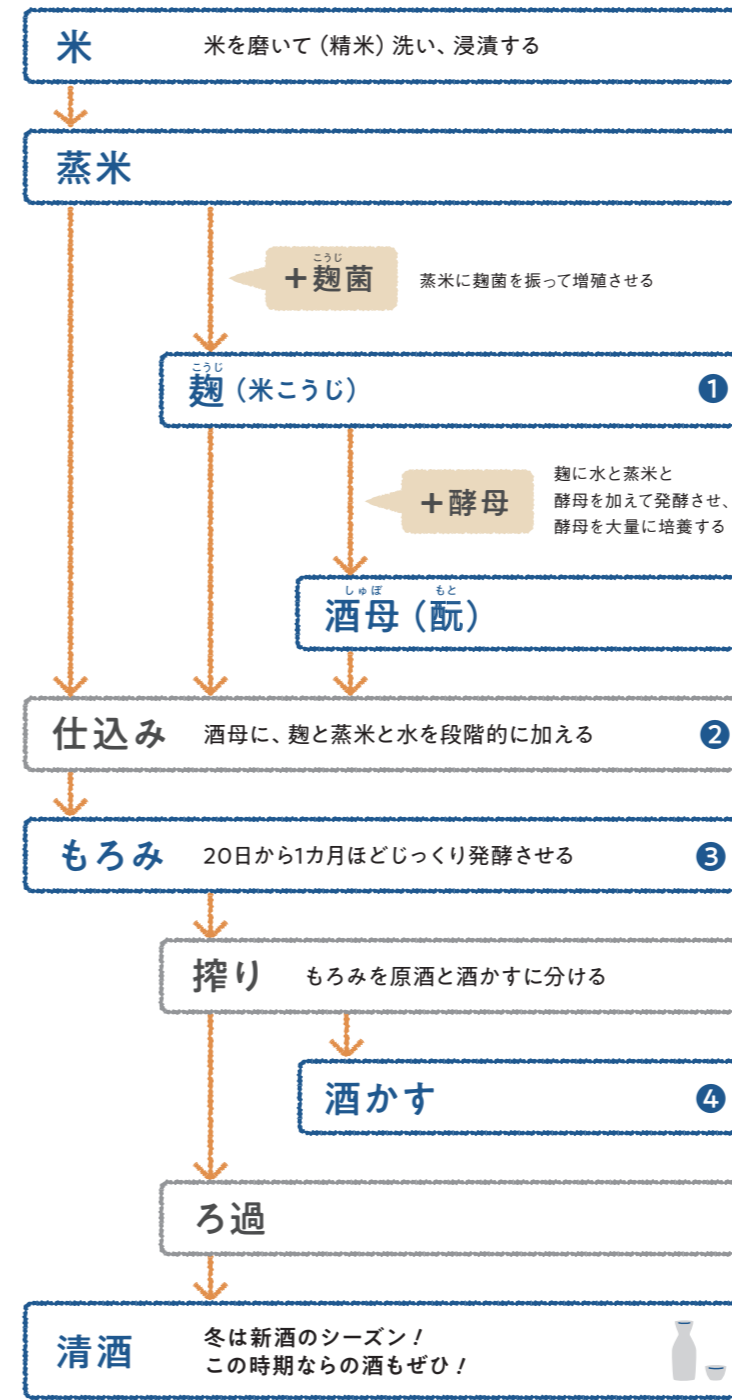 米
米を磨いて（精米）洗い、浸漬する
蒸米
こうじ
＋麹菌
蒸米に麹菌を振って増殖させる
こうじ
麹（米こうじ）
❶
＋酵母
麹に水と蒸米と
酵母を加えて発酵させ、
酵母を大量に培養する
しゅぼ もと
酒母（酛）
仕込み
酒母に、麹と蒸米と水を段階的に加える
❷
もろみ
20日から1カ月ほどじっくり発酵させる
❸
搾り
もろみを原酒と酒かすに分ける
酒かす
❹
ろ過
清酒
冬は新酒のシーズン！
この時期ならの酒もぜひ！